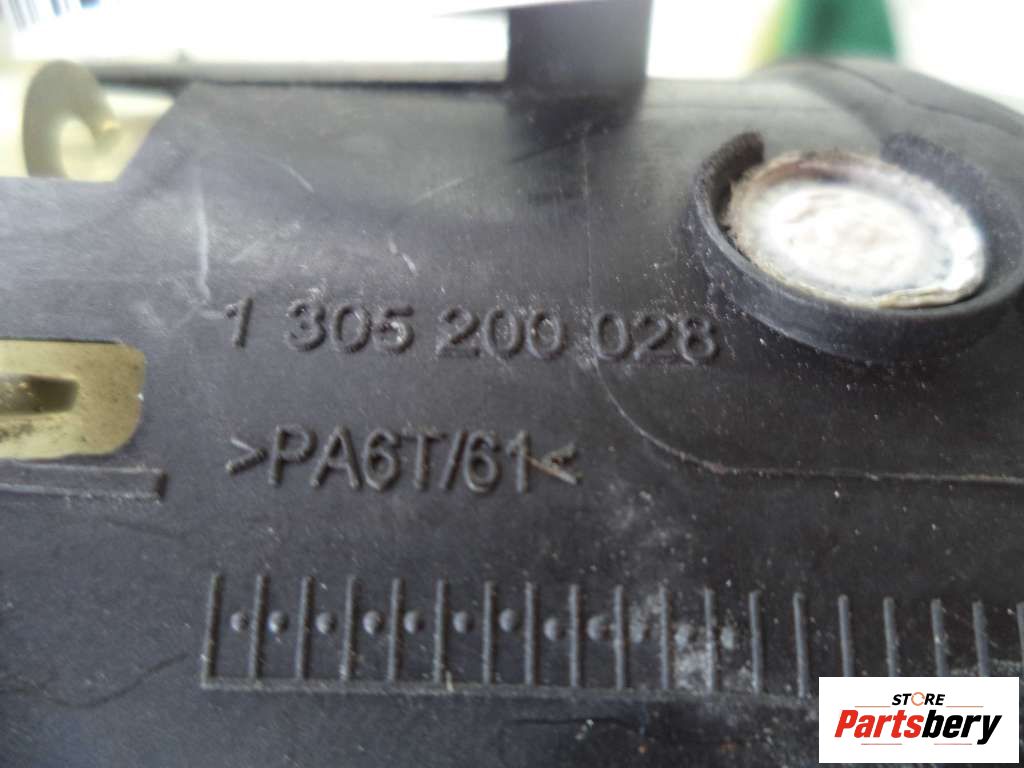 1 305 200 028
>PA6T/61<
STORE
Partsbery